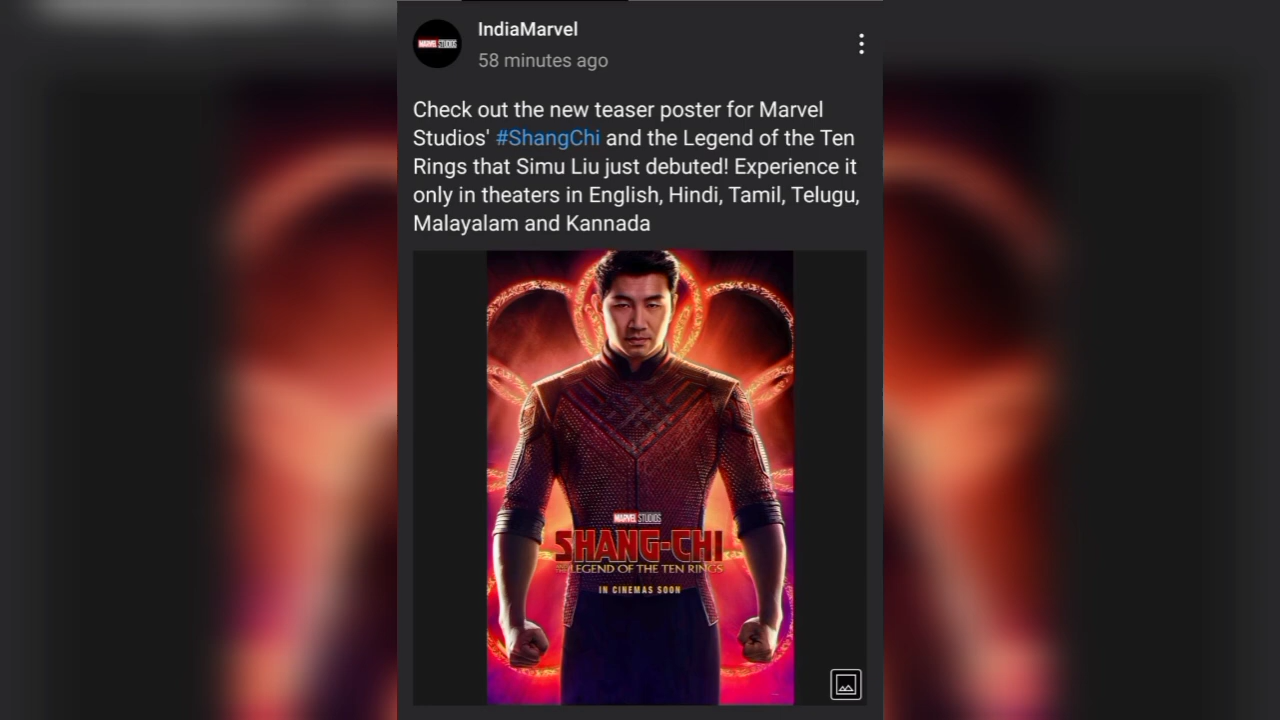 MARVEL STUDIOS
IndiaMarvel
58 minutes ago
Check out the new teaser poster for Marvel
Studios' #ShangChi and the Legend of the Ten
Rings that Simu Liu just debuted! Experience it
only in theaters in English, Hindi, Tamil, Telugu,
Malayalam and Kannada
MARVEL STUDIOS
SHANG-CHI
AND THE LEGEND OF THE TEN RINGS
IN CINEMAS SOON